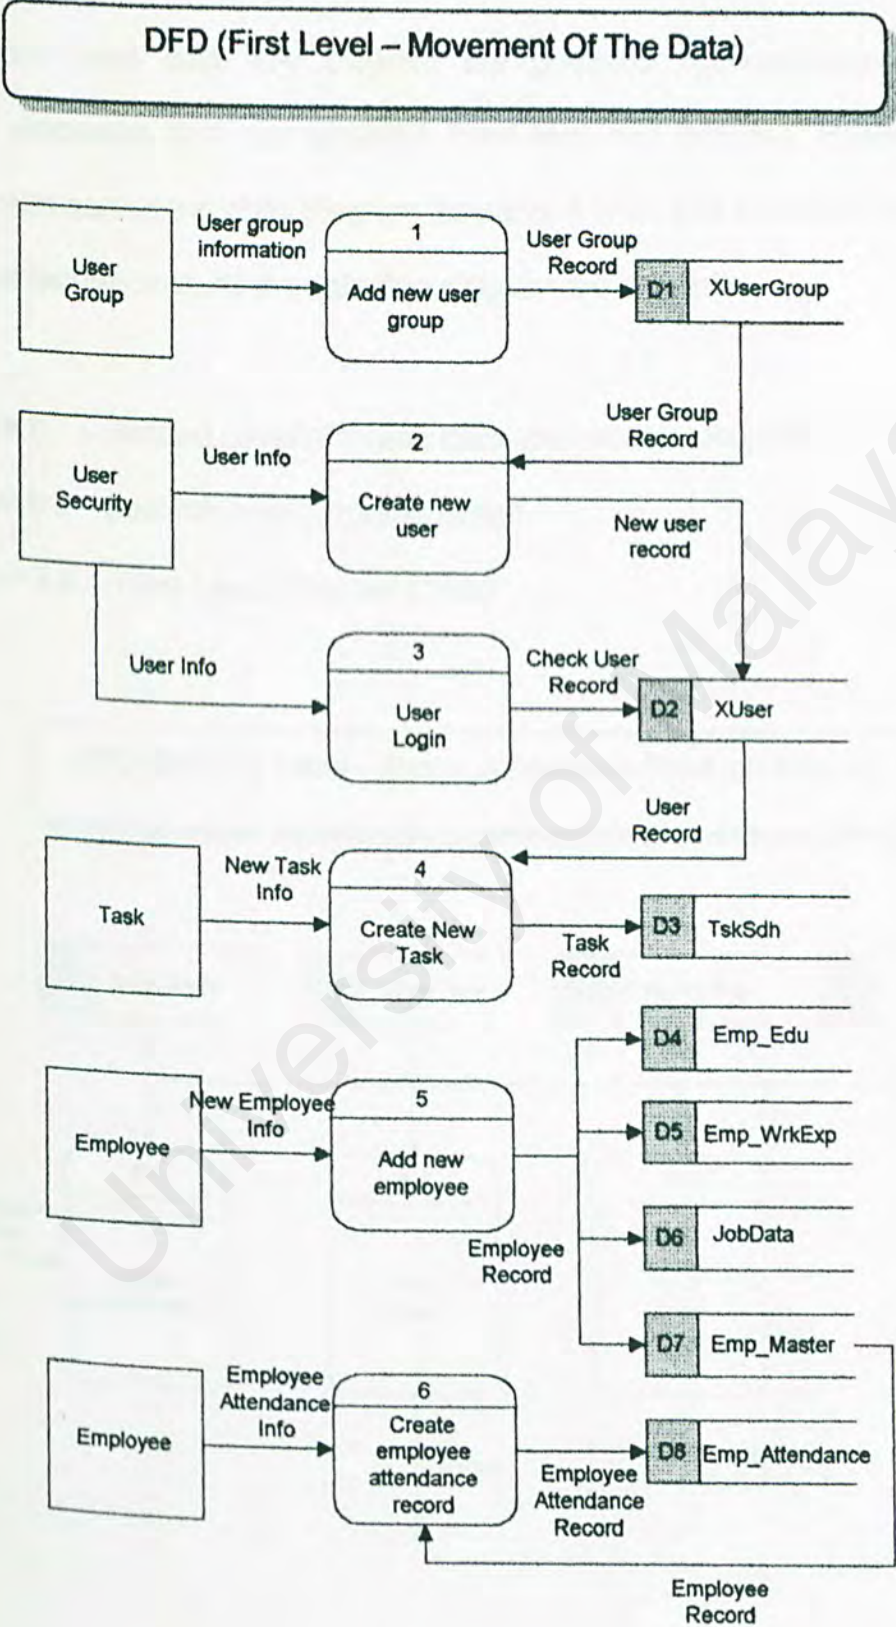 DFD (First Level – Movement Of The Data)
User
Group
User group
information
1
Add new user
group
User Group
Record
D1
XUserGroup
User Group
Record
User
Security
User Info
2
Create new
user
New user
record
User Info
3
User
Login
Check User
Record
D2
XUser
User
Record
Task
New Task
Info
4
Create New
Task
Task
Record
D3
TskSdh
Employee
New Employee
Info
5
Add new
employee
Employee
Record
D4
Emp_Edu
D5
Emp_WrkExp
D6
JobData
D7
Emp_Master
Employee
Employee
Attendance
Info
6
Create
employee
attendance
record
Employee
Attendance
Record
D8
Emp_Attendance
Employee
Record
University of Malaya